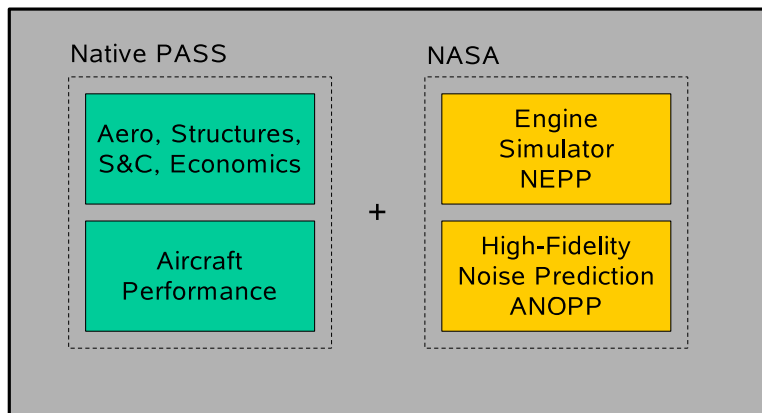 Native PASS
Aero, Structures,
S&C, Economics
Aircraft
Performance
+
NASA
Engine
Simulator
NEPP
High-Fidelity
Noise Prediction
ANOPP